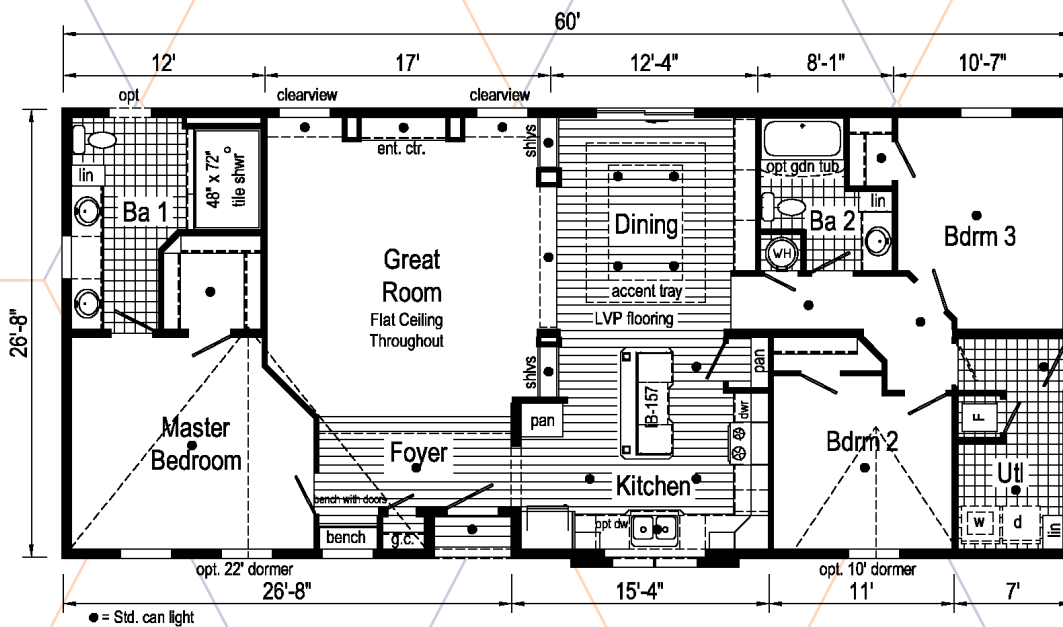 60'
12'
17'
12'-4"
8'-1"
10'-7"
opt
clearview
clearview
ent. ctr.
shlvs
48" x 72"
tile shwr
lin
Ba 1
opt gdn tub
lin
Ba 2
WH
Dining
accent tray
LVP flooring
Bdrm 3
Great
Room
Flat Ceiling
Throughout
26'-8"
shlvs
pan
pan
IB-157
dwr
Master
Bedroom
Foyer
bench with doors
Kitchen
opt dw
Bdrm 2
F
Utl
w
d
lin
bench
g.c.
opt. 22' dormer
opt. 10' dormer
26'-8"
15'-4"
11'
7'
● = Std. can light